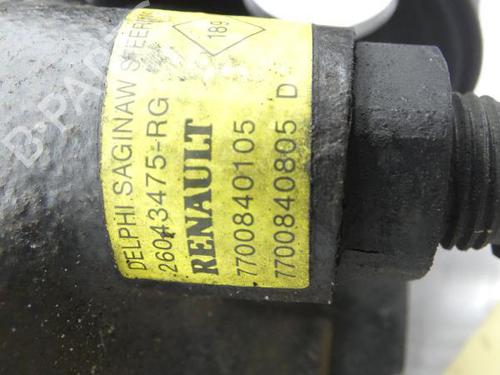 DELPHI SAGINAW STEERING
26043475-RG
RENAULT
7700840105
7700840805 D
189
B-PARTS